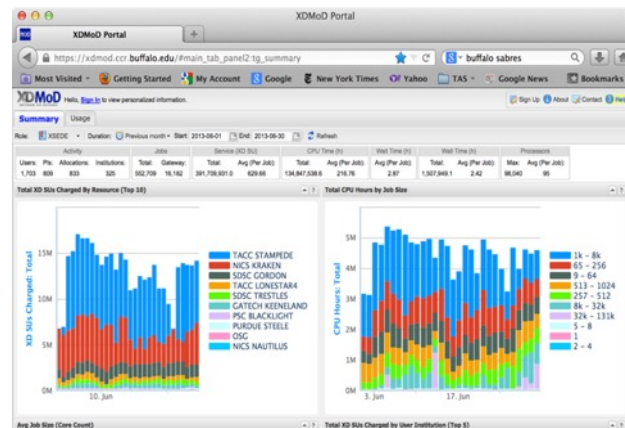 XDMoD Portal
XDMoD Portal
https://xdmod.ccr.buffalo.edu/#main_tab_panel2:tg_summary
buffalo sabres
Most Visited
Getting Started
My Account
Google
New York Times
Yahoo
TAS
Google News
Bookmarks
XDMoD Hello, Sign In to view personalized information.
Sign Up
About
Contact
Help
Summary
Usage
Role: XSEDE
Duration: Previous month
Start: 2013-06-01
End: 2013-06-30
Refresh
Activity
Jobs
Service (XD SU)
CPU Time (h)
Wait Time (h)
Wall Time (h)
Processors
Users: PIs: Allocations: Institutions: Total: Gateway: Total: Avg (Per Job): Total: Avg (Per Job): Avg (Per Job): Total: Avg (Per Job): Max: Avg (Per Job):
1,703 809 833 325 552,709 16,162 391,709,931.0 629.66 134,847,538.6 216.76 2.87 1,507,949.1 2.42 98,040 95
Total XD SUs Charged By Resource (Top 10)
XD SUs Charged: Total
15M
10M
5M
0M
10. Jun
TACC STAMPEDE
NICS KRAKEN
SDSC GORDON
TACC LONESTAR4
SDSC TRESTLES
GATECH KEENELAND
PSC BLACKLIGHT
PURDUE STEELE
OSG
NICS NAUTILUS
Total CPU Hours by Job Size
CPU Hours: Total
5M
4M
3M
2M
1M
0M
3. Jun
17. Jun
1k - 8k
65 - 256
9 - 64
513 - 1024
257 - 512
8k - 32k
32k - 131k
5 - 8
1
2 - 4
Avg Job Size (Core Count)
Total XD SUs Charged by User Institution (Top 5)